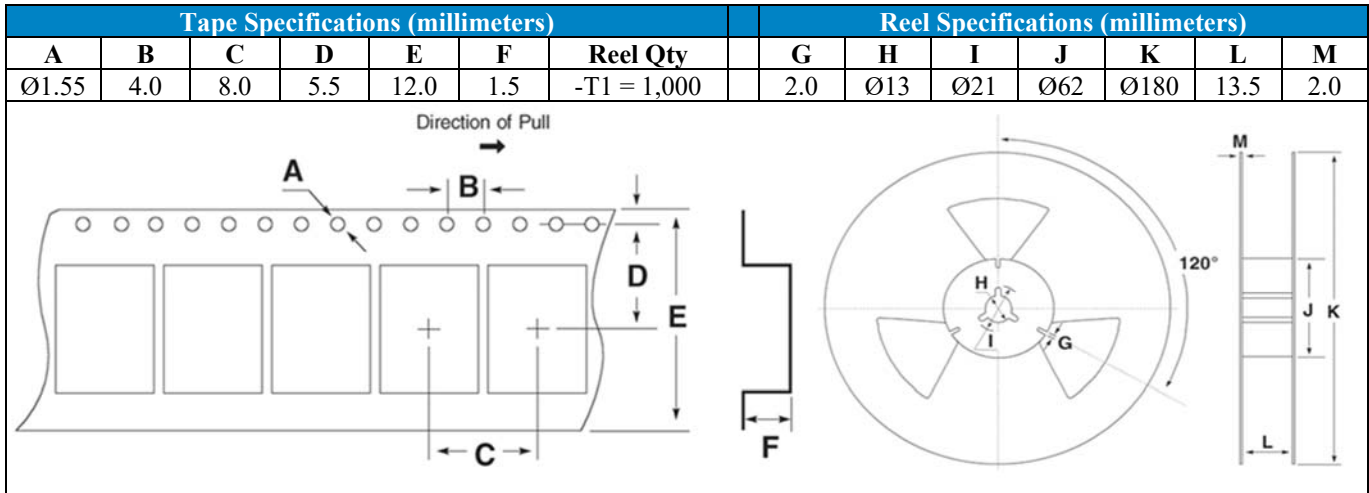 Tape Specifications (millimeters) Reel Specifications (millimeters)
A B C D E F Reel Qty G H I J K L M
Ø1.55 4.0 8.0 5.5 12.0 1.5 -T1 = 1,000 2.0 Ø13 Ø21 Ø62 Ø180 13.5 2.0
Direction of Pull
A
B
D
E
C
F
H
I
G
120°
M
J
K
L